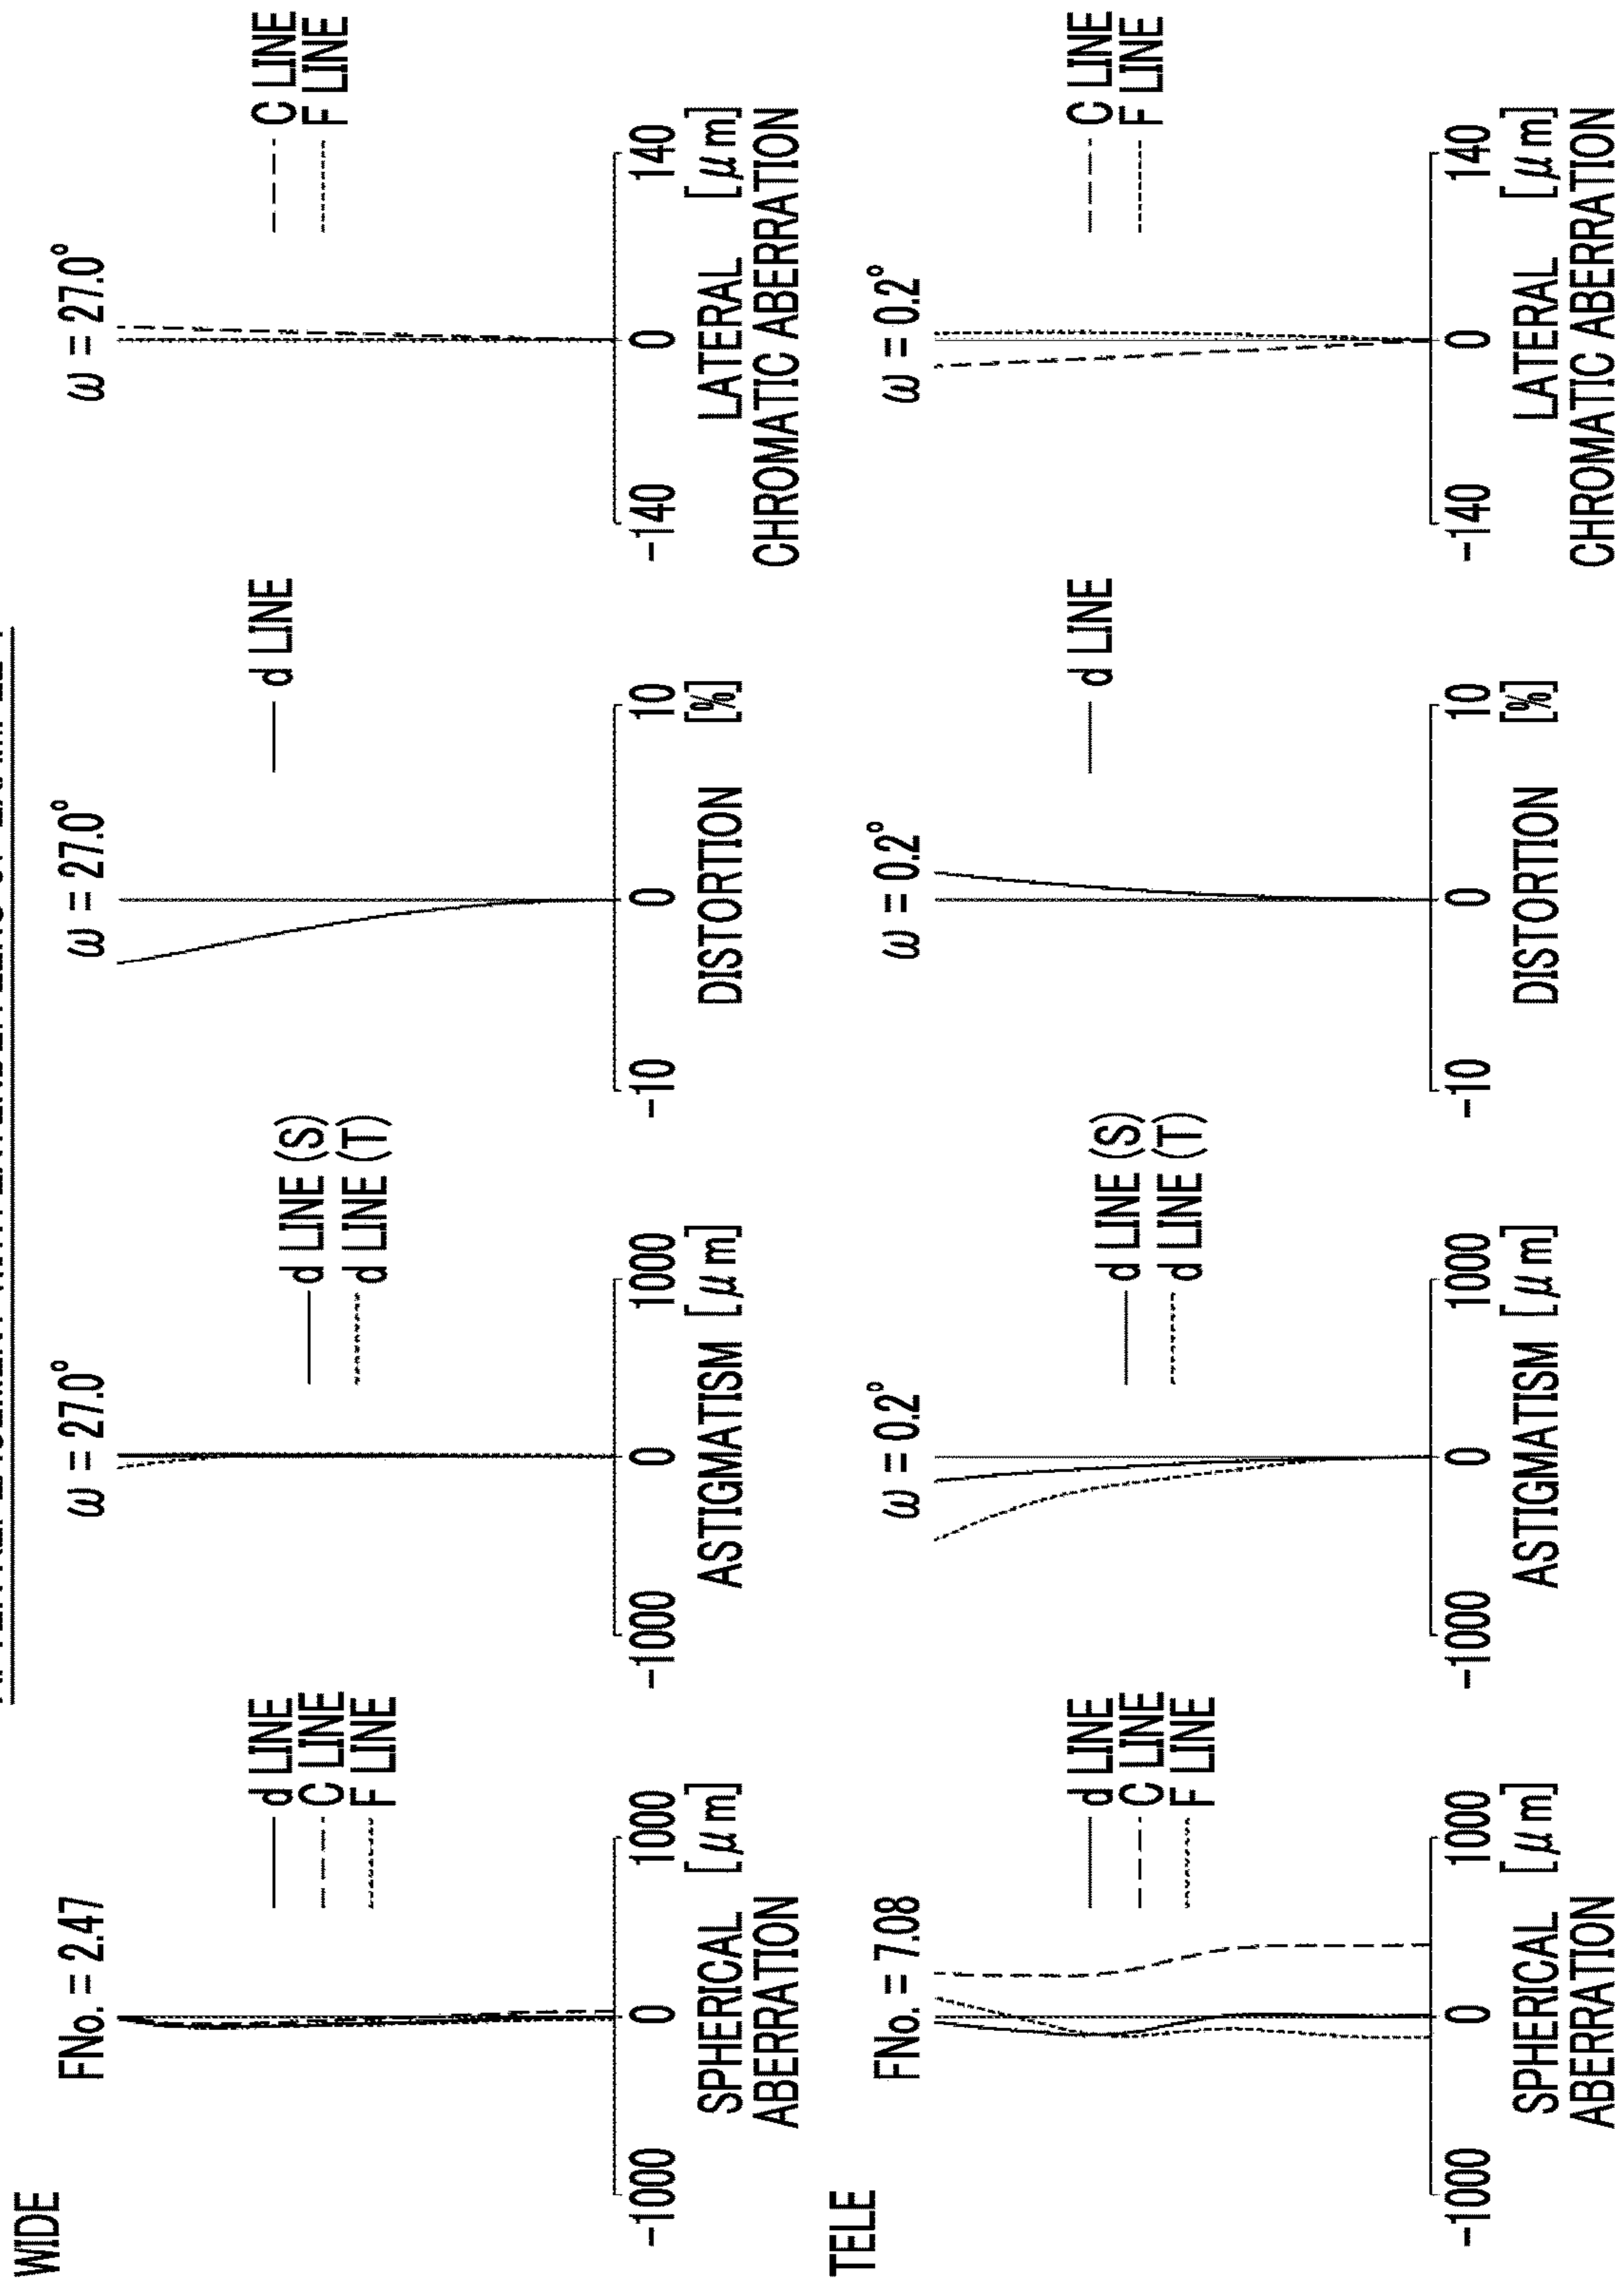 WIDE
FNo. = 2.47
d LINE
C LINE
F LINE
-1000 0 1000
SPHERICAL [μm]
ABERRATION
ω = 27.0°
d LINE (S)
d LINE (T)
-1000 0 1000
ASTIGMATISM [μm]
ω = 27.0°
d LINE
-10 0 10
DISTORTION [%]
ω = 27.0°
C LINE
F LINE
-140 0 140
LATERAL [μm]
CHROMATIC ABERRATION
TELE
FNo. = 7.08
d LINE
C LINE
F LINE
-1000 0 1000
SPHERICAL [μm]
ABERRATION
ω = 0.2°
d LINE (S)
d LINE (T)
-1000 0 1000
ASTIGMATISM [μm]
ω = 0.2°
d LINE
-10 0 10
DISTORTION [%]
ω = 0.2°
C LINE
F LINE
-140 0 140
LATERAL [μm]
CHROMATIC ABERRATION